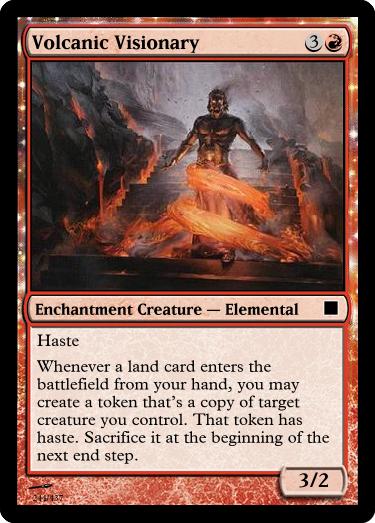 Volcanic Visionary
3
Enchantment Creature — Elemental
Haste
Whenever a land card enters the
battlefield from your hand, you may
create a token that's a copy of target
creature you control. That token has
haste. Sacrifice it at the beginning of the
next end step.
3/2